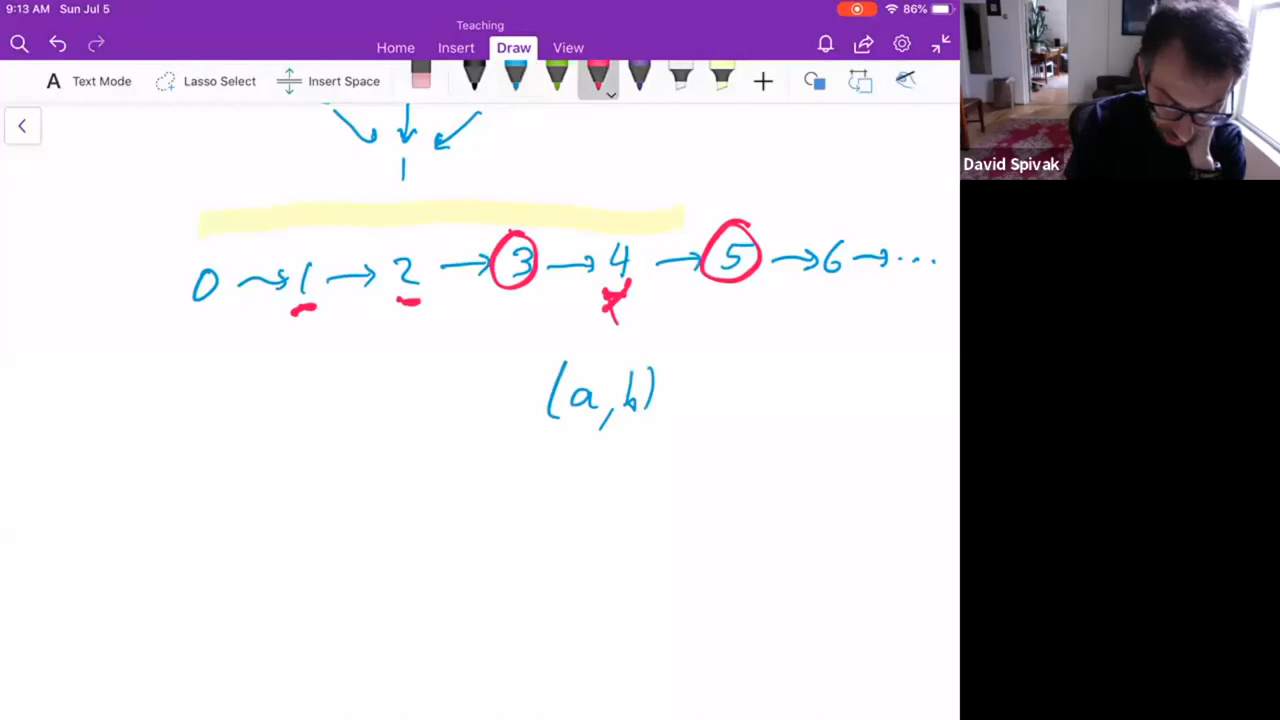 9:13 AM Sun Jul 5
86%
Teaching
Home Insert Draw View
A Text Mode Lasso Select Insert Space
1
0 → 1 → 2 → 3 → 4 → 5 → 6 → ...
(a, b)
David Spivak